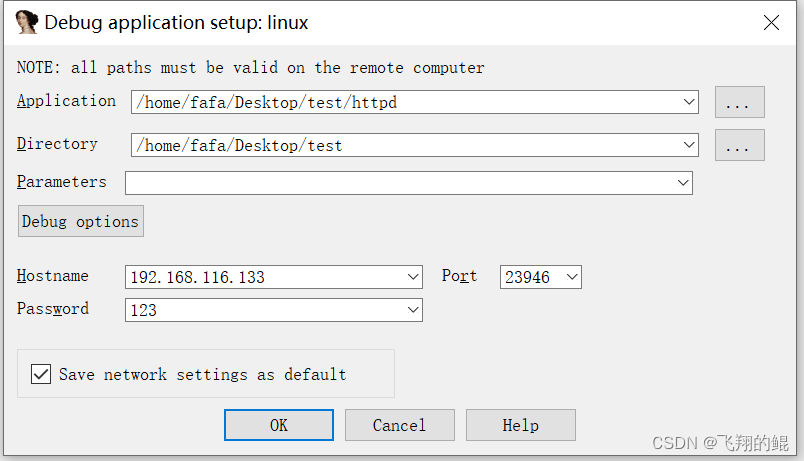 Debug application setup: linux
NOTE: all paths must be valid on the remote computer
Application /home/fafa/Desktop/test/httpd ...
Directory /home/fafa/Desktop/test ...
Parameters
Debug options
Hostname 192.168.116.133 Port 23946
Password 123
Save network settings as default
OK Cancel Help
CSDN @飞翔的鲲